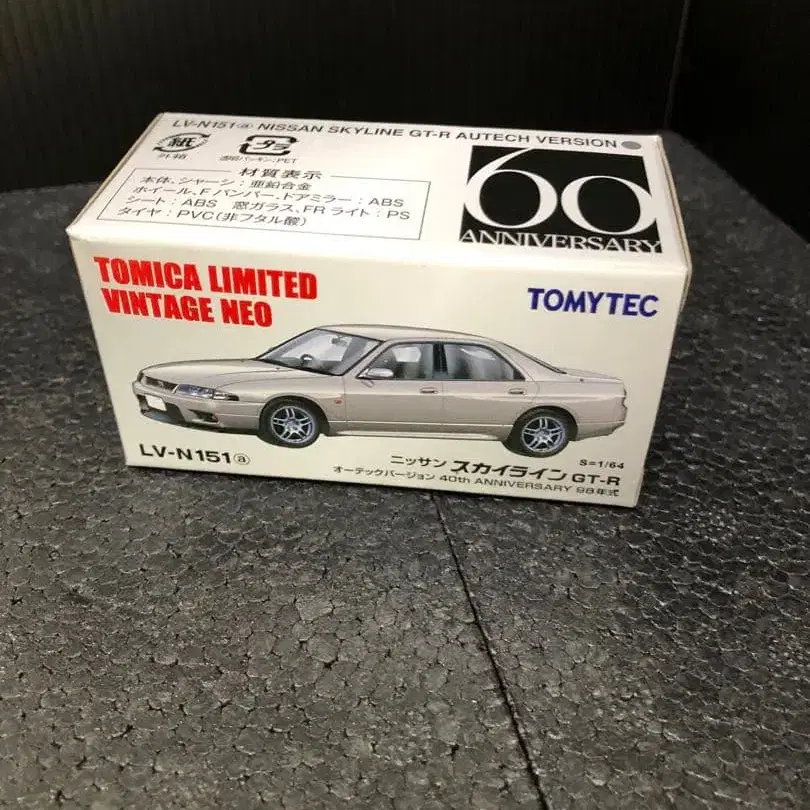 LV-N151ⓐ NISSAN SKYLINE GT-R AUTECH VERSION
紙
外箱
プラ
透明パッキン:PET
材質表示
本体、シャーシ:亜鉛合金
ホイール、F バンパー、ドアミラー:ABS
シート:ABS 窓ガラス、FR ライト:PS
タイヤ:PVC(非フタル酸)
60
ANNIVERSARY
TOMICA LIMITED
VINTAGE NEO
TOMYTEC
LV-N151ⓐ
ニッサン スカイライン GT-R
S=1/64
オーテックバージョン 40th ANNIVERSARY 98年式